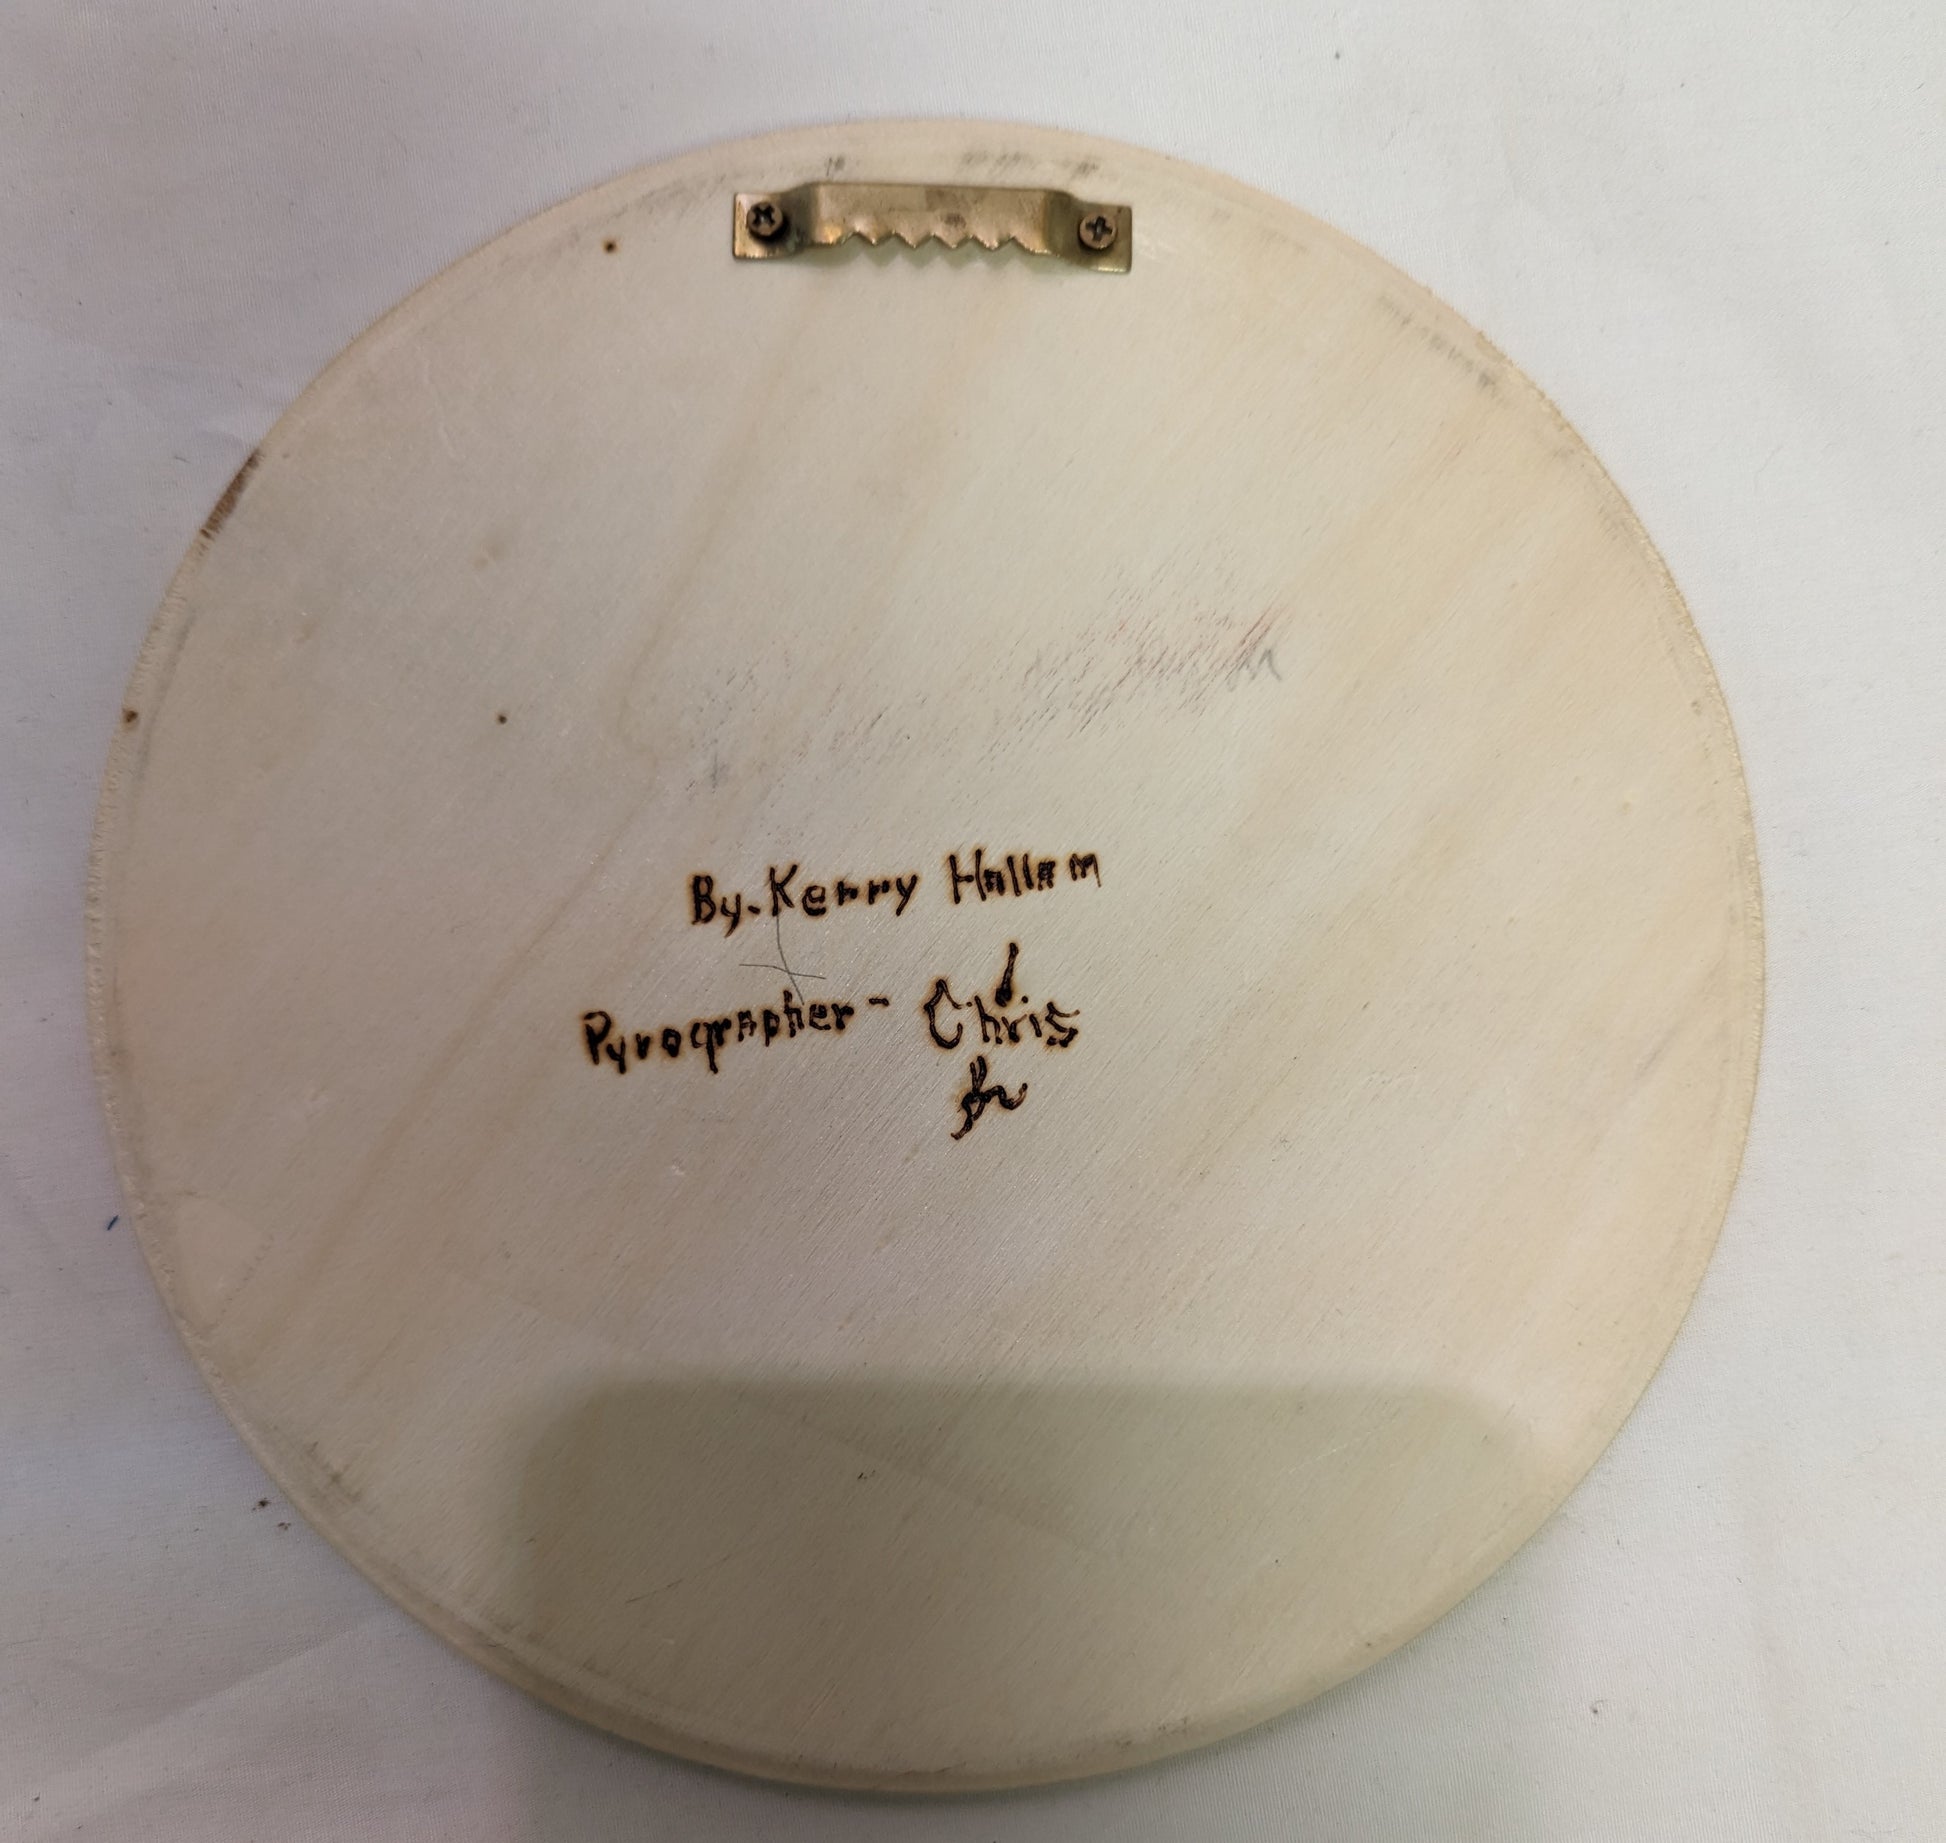 By. Kerry Hallam
Pyrographer - Chris